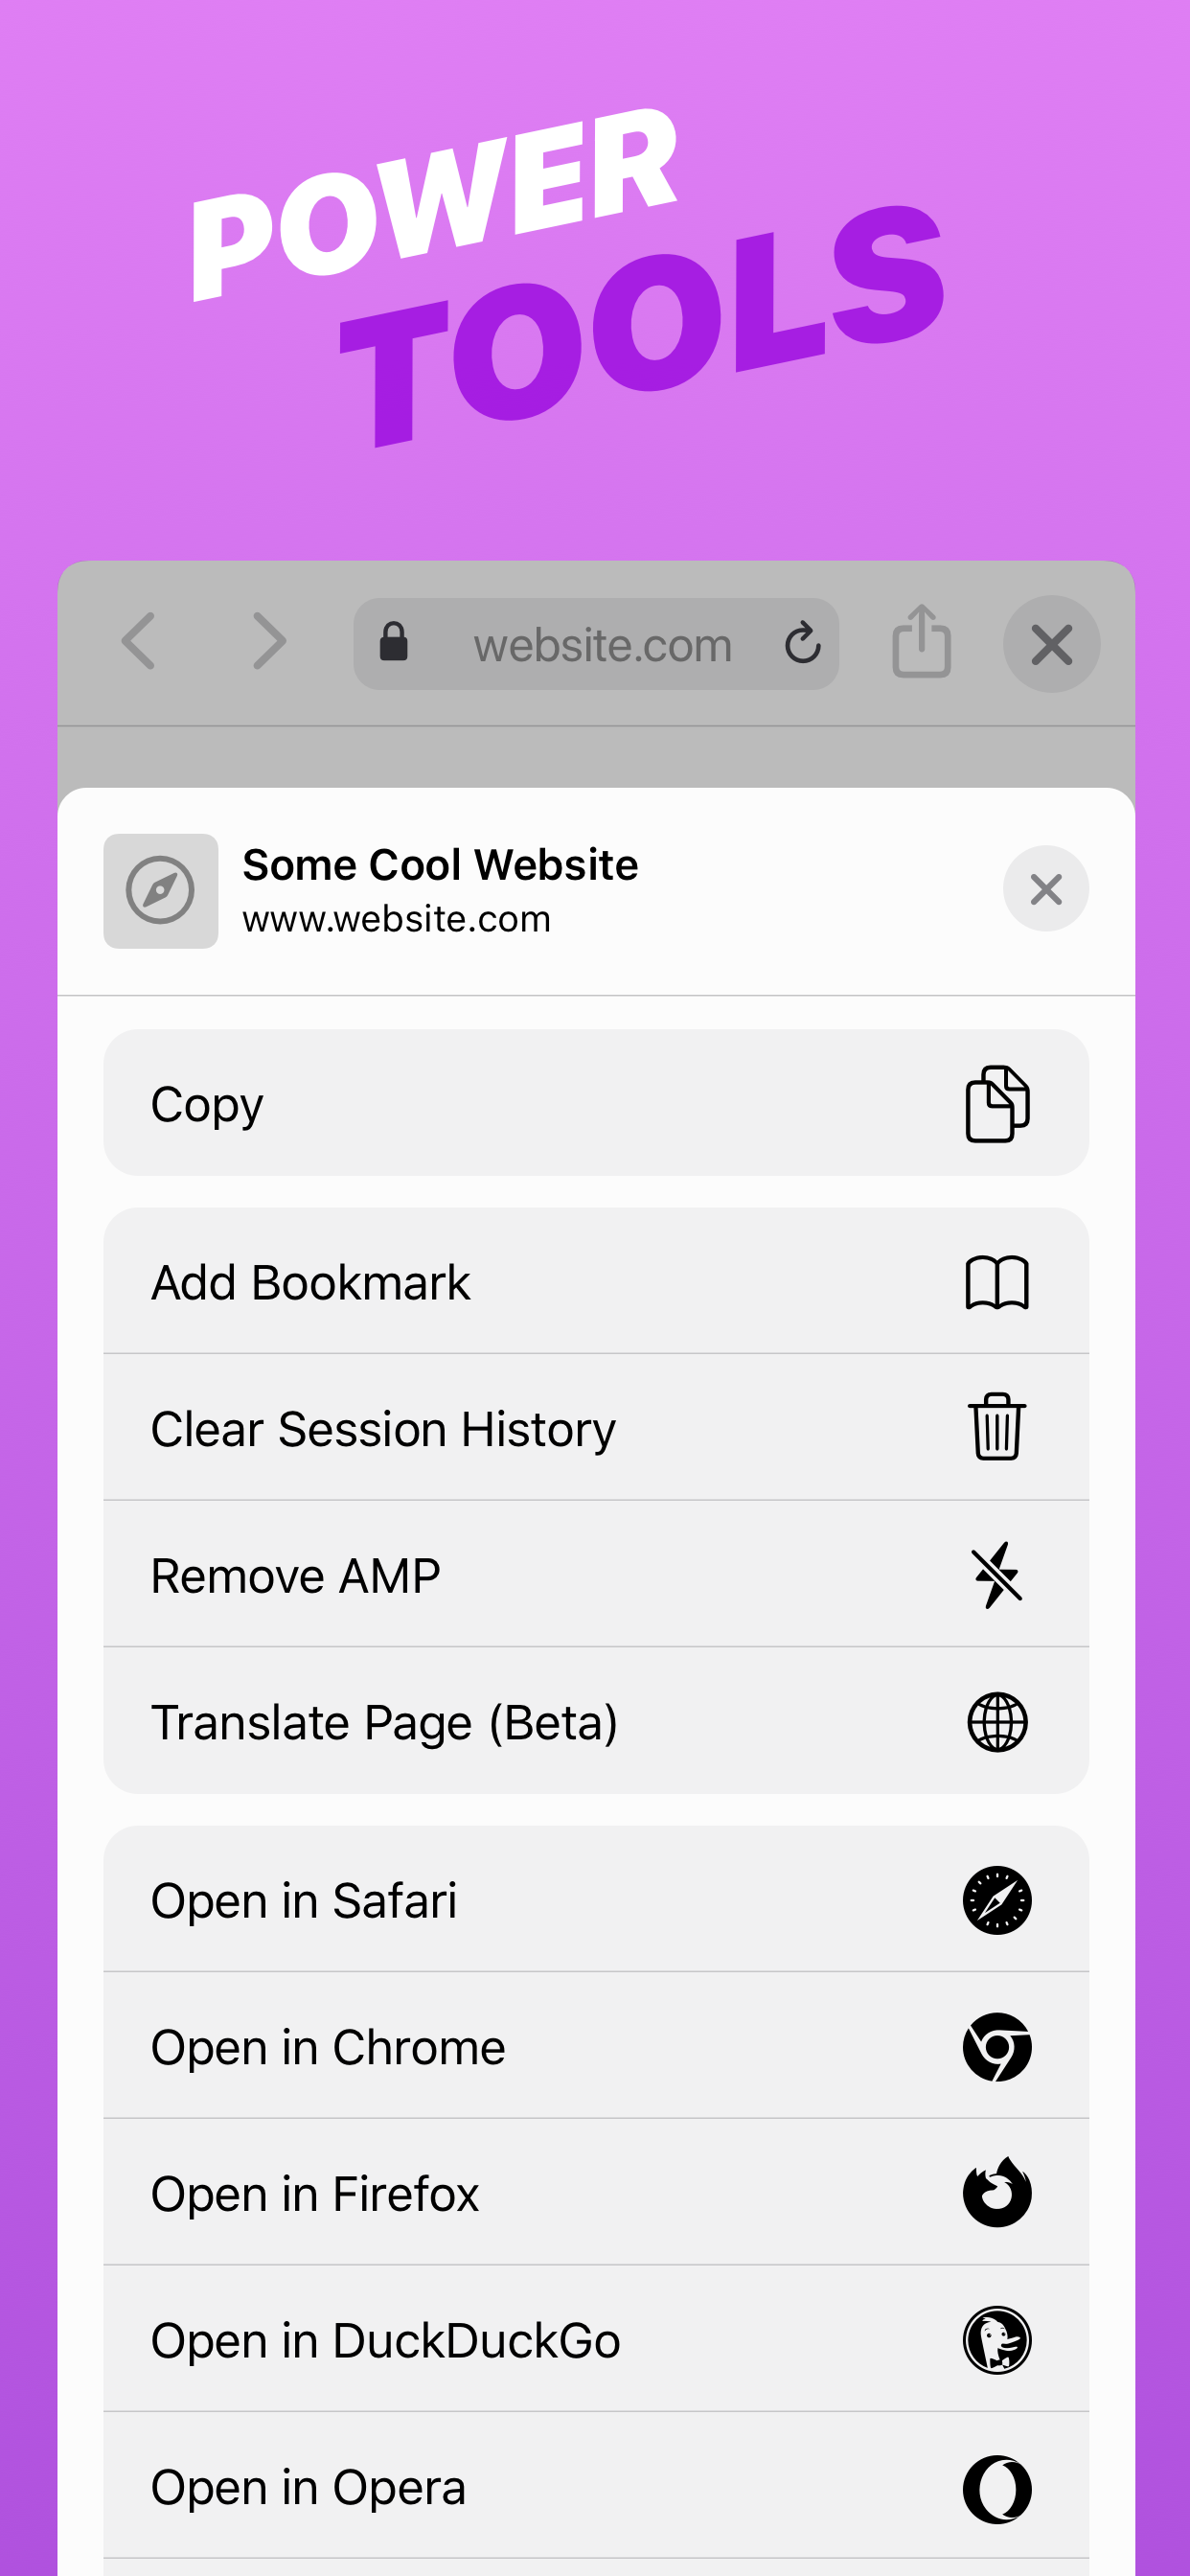 POWER
TOOLS
website.com
Some Cool Website
www.website.com
Copy
Add Bookmark
Clear Session History
Remove AMP
Translate Page (Beta)
Open in Safari
Open in Chrome
Open in Firefox
Open in DuckDuckGo
Open in Opera